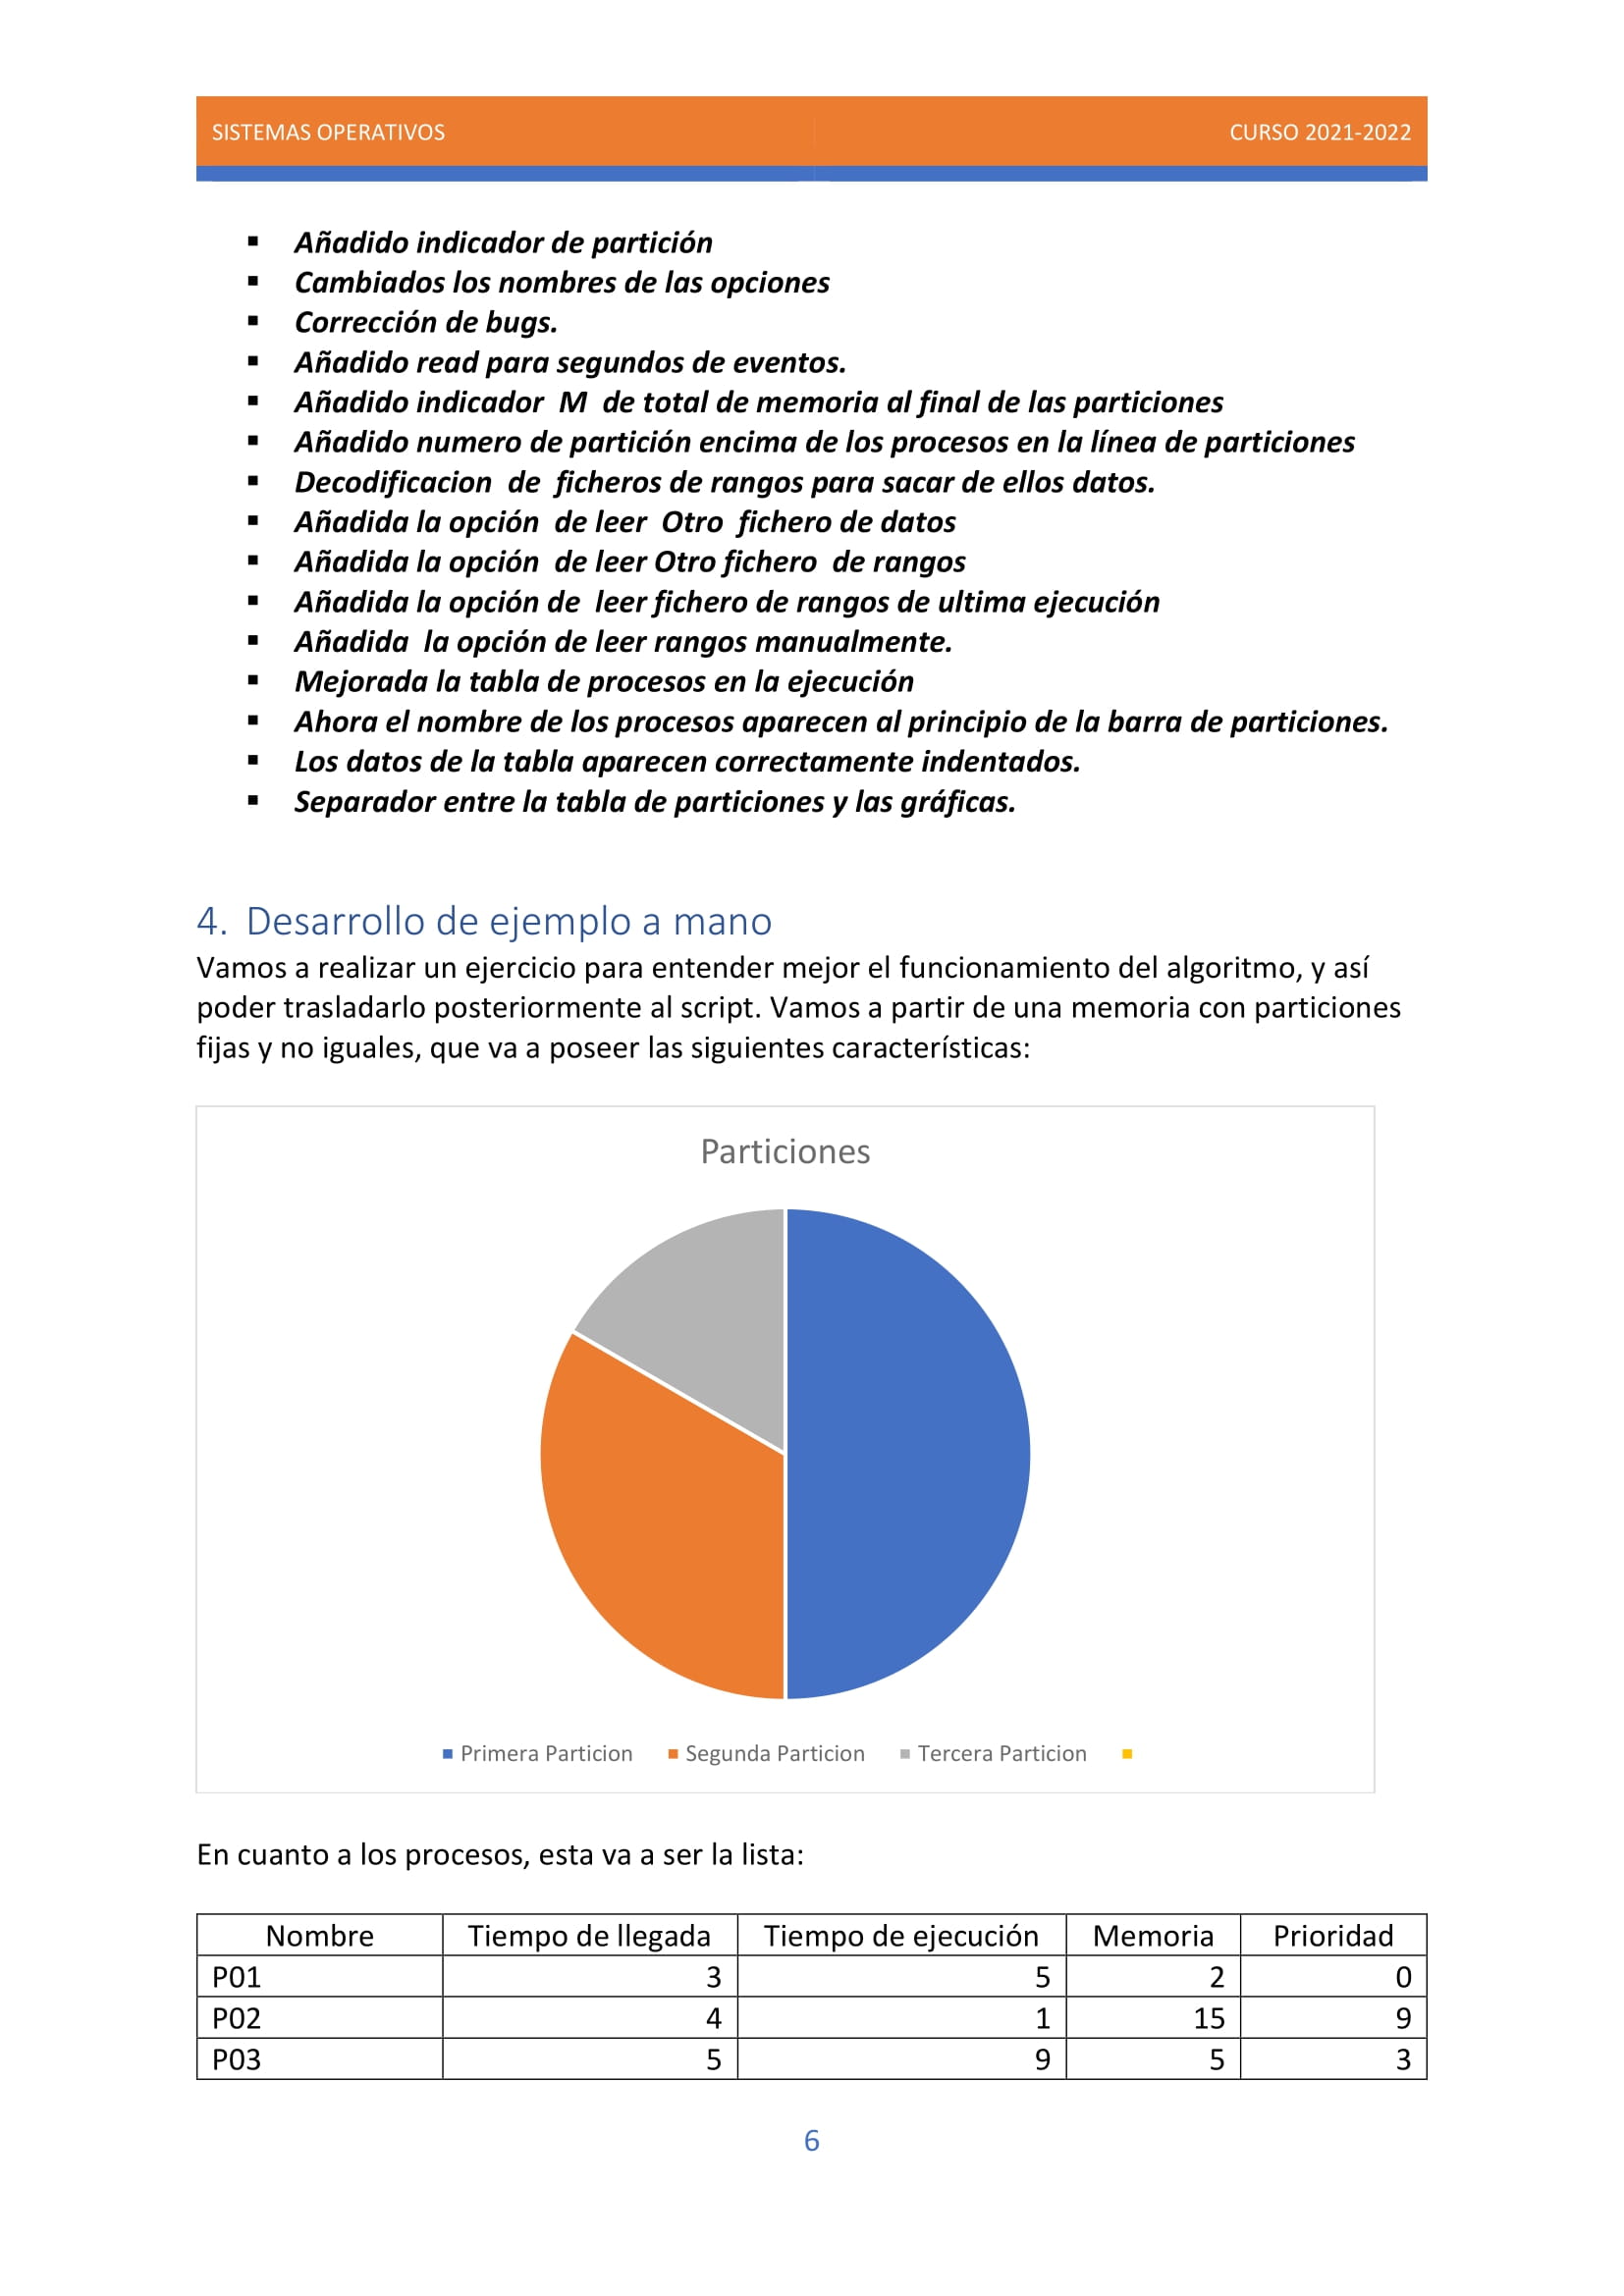 SISTEMAS OPERATIVOS CURSO 2021-2022
▪ Añadido indicador de partición
▪ Cambiados los nombres de las opciones
▪ Corrección de bugs.
▪ Añadido read para segundos de eventos.
▪ Añadido indicador M de total de memoria al final de las particiones
▪ Añadido numero de partición encima de los procesos en la línea de particiones
▪ Decodificacion de ficheros de rangos para sacar de ellos datos.
▪ Añadida la opción de leer Otro fichero de datos
▪ Añadida la opción de leer Otro fichero de rangos
▪ Añadida la opción de leer fichero de rangos de ultima ejecución
▪ Añadida la opción de leer rangos manualmente.
▪ Mejorada la tabla de procesos en la ejecución
▪ Ahora el nombre de los procesos aparecen al principio de la barra de particiones.
▪ Los datos de la tabla aparecen correctamente indentados.
▪ Separador entre la tabla de particiones y las gráficas.
4. Desarrollo de ejemplo a mano
Vamos a realizar un ejercicio para entender mejor el funcionamiento del algoritmo, y así
poder trasladarlo posteriormente al script. Vamos a partir de una memoria con particiones
fijas y no iguales, que va a poseer las siguientes características:
Particiones
Primera Particion Segunda Particion Tercera Particion
En cuanto a los procesos, esta va a ser la lista:
Nombre Tiempo de llegada Tiempo de ejecución Memoria Prioridad
P01 3 5 2 0
P02 4 1 15 9
P03 5 9 5 3
6